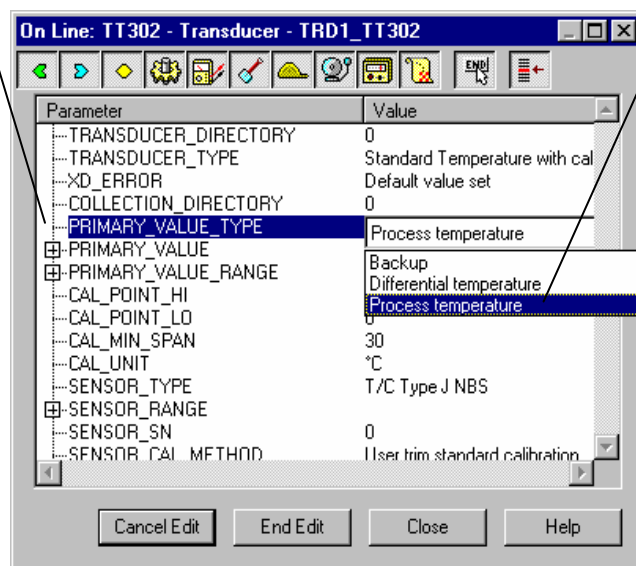 On Line: TT302 - Transducer - TRD1_TT302
END
Parameter Value
TRANSDUCER_DIRECTORY 0
TRANSDUCER_TYPE Standard Temperature with cal
XD_ERROR Default value set
COLLECTION_DIRECTORY 0
PRIMARY_VALUE_TYPE Process temperature
PRIMARY_VALUE Backup
Differential temperature
PRIMARY_VALUE_RANGE Process temperature
CAL_POINT_HI
CAL_POINT_LO 0
CAL_MIN_SPAN 30
CAL_UNIT °C
SENSOR_TYPE T/C Type J NBS
SENSOR_RANGE
SENSOR_SN 0
SENSOR_CAL_METHOD User trim standard calibration
Cancel Edit End Edit Close Help